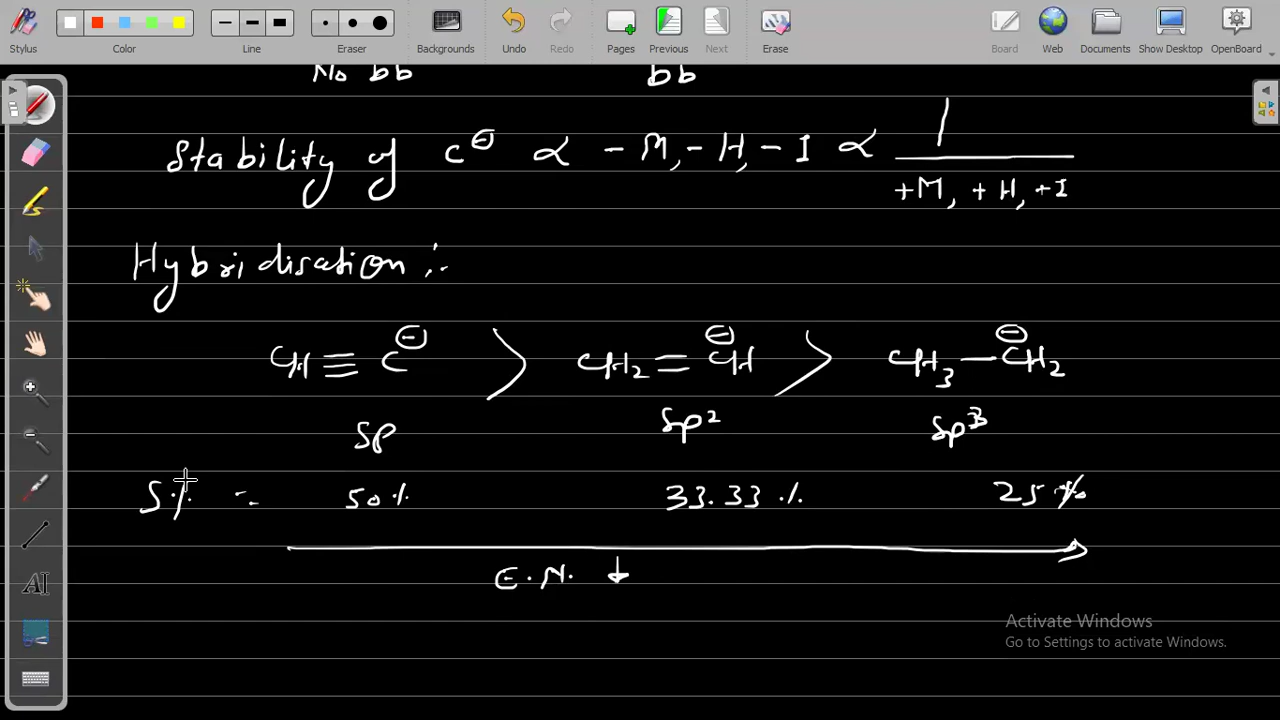 Stylus Color Line Eraser Backgrounds Undo Redo Pages Previous Next Erase Board Web Documents Show Desktop OpenBoard
No bb bb
Stability of C⊖ ∝ -M, -H, -I ∝ 1 / +M, +H, +I
Hybridisation :-
CH ≡ C⊖ > CH2 = C⊖H > CH3 - C⊖H2
Sp Sp2 Sp3
S% = 50% 33.33% 25%
E.N. ↓
Activate Windows
Go to Settings to activate Windows.